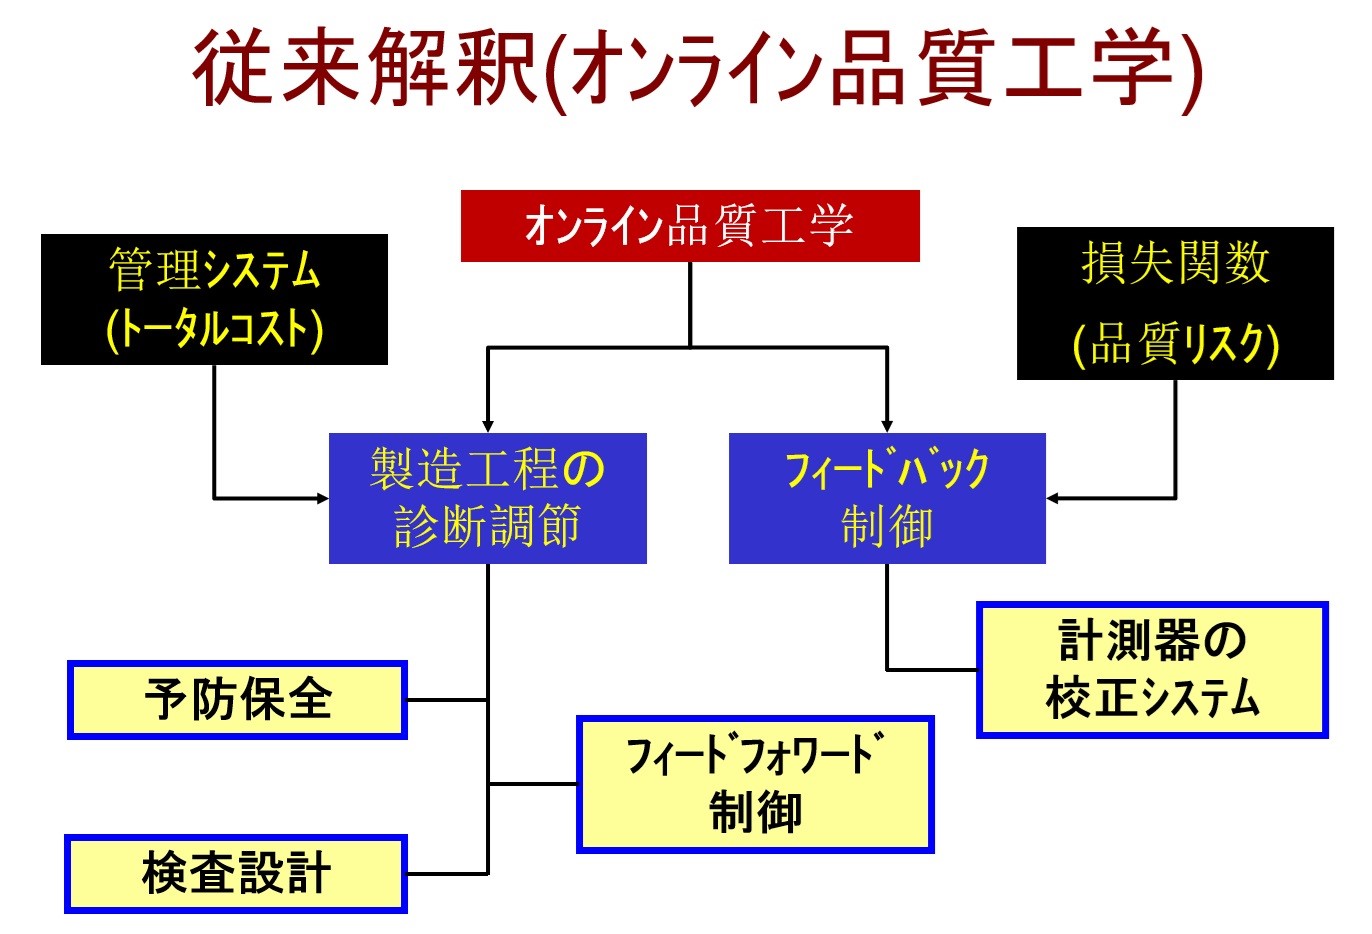 従来解釈(ｵﾝﾗｲﾝ品質工学)
ｵﾝﾗｲﾝ品質工学
管理ｼｽﾃﾑ
(ﾄｰﾀﾙｺｽﾄ)
損失関数
(品質ﾘｽｸ)
製造工程の
診断調節
ﾌｨｰﾄﾞﾊﾞｯｸ
制御
計測器の
校正ｼｽﾃﾑ
予防保全
ﾌｨｰﾄﾞﾌｫﾜｰﾄﾞ
制御
検査設計